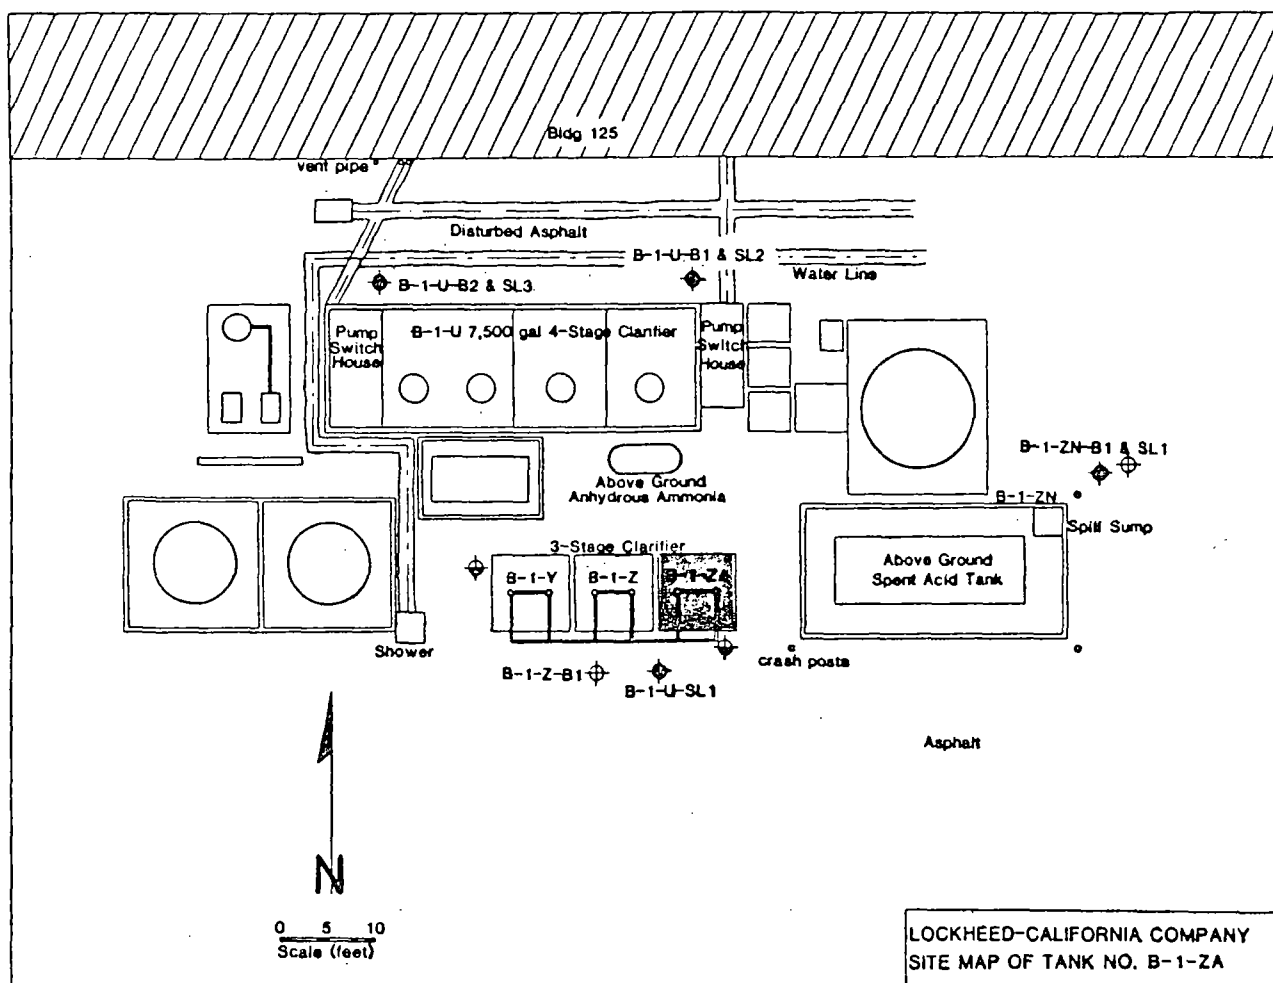 Bldg 125
vent pipe
Disturbed Asphalt
B-1-U-B1 & SL2
Water Line
B-1-U-B2 & SL3
Pump
Switch
House
B-1-U 7,500 gal 4-Stage Clarifier
Pump
Switch
House
B-1-ZN-B1 & SL1
Above Ground
Anhydrous Ammonia
B-1-ZN
Spill Sump
3-Stage Clarifier
B-1-Y
B-1-Z
B-1-ZA
Above Ground
Spent Acid Tank
Shower
crash posts
B-1-Z-B1
B-1-U-SL1
Asphalt
N
0 5 10
Scale (feet)
LOCKHEED-CALIFORNIA COMPANY
SITE MAP OF TANK NO. B-1-ZA